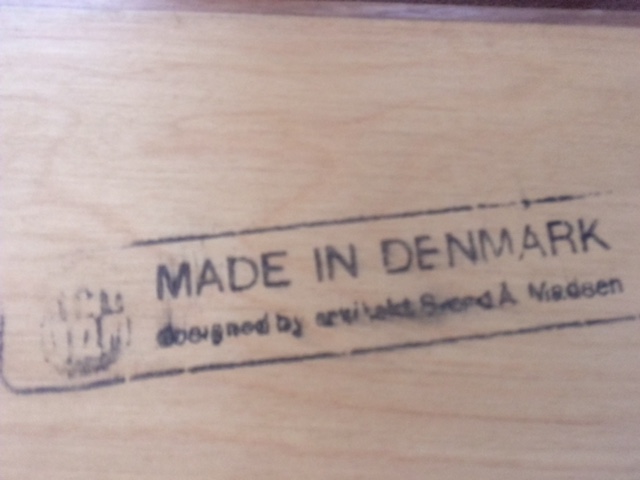 MADE IN DENMARK
designed by arkitekt Svend Å Madsen